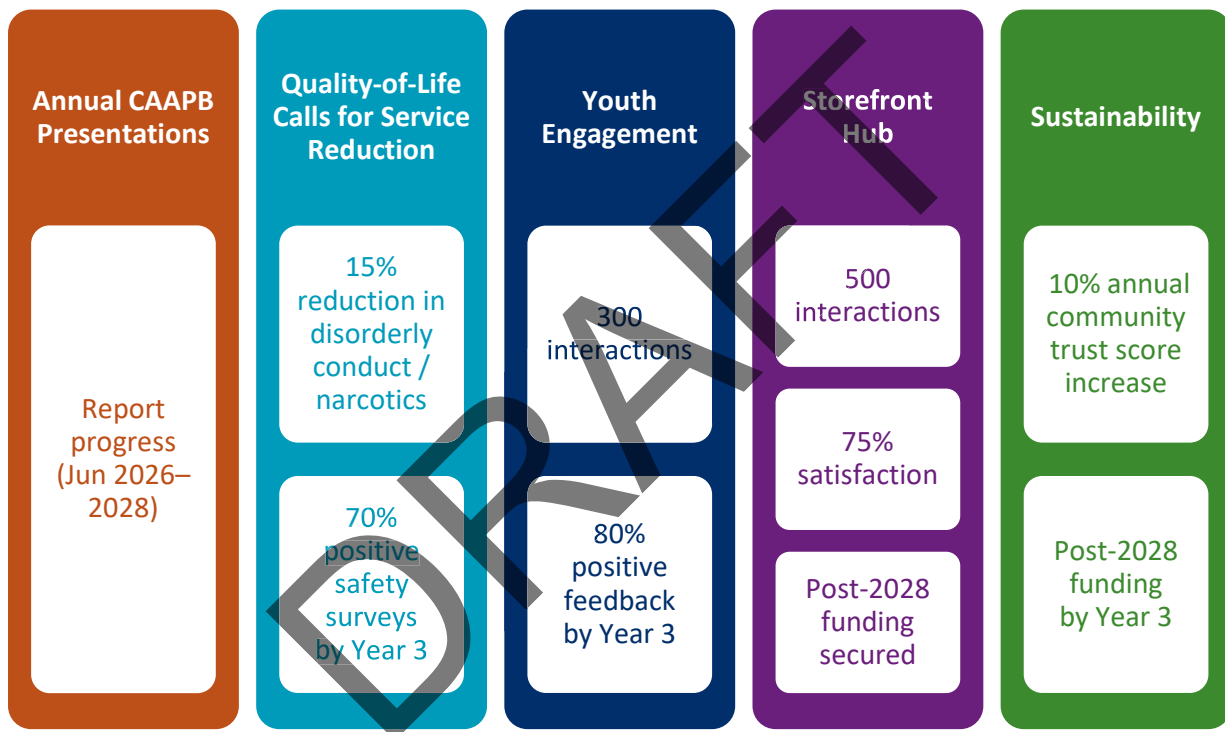 Annual CAAPB
Presentations
Report
progress
(Jun 2026–
2028)
Quality-of-Life
Calls for Service
Reduction
15%
reduction in
disorderly
conduct /
narcotics
70%
positive
safety
surveys
by Year 3
Youth
Engagement
300
interactions
80%
positive
feedback
by Year 3
Storefront
Hub
500
interactions
75%
satisfaction
Post-2028
funding
secured
Sustainability
10% annual
community
trust score
increase
Post-2028
funding
by Year 3
DRAFT